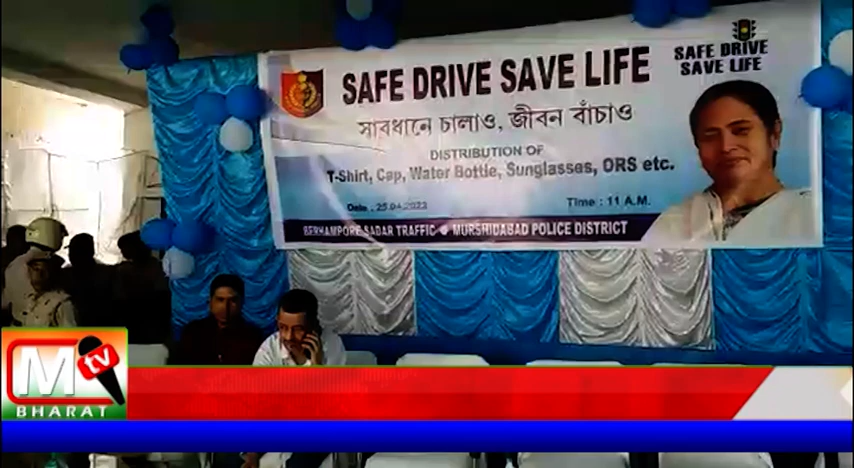 SAFE DRIVE SAVE LIFE
সাবধানে চালাও, জীবন বাঁচাও
DISTRIBUTION OF
T-Shirt, Cap, Water Bottle, Sunglasses, ORS etc.
Date : 25.04.2023
Time : 11 A.M.
BERHAMPORE SADAR TRAFFIC ● MURSHIDABAD POLICE DISTRICT
SAFE DRIVE
SAVE LIFE
M tv
BHARAT